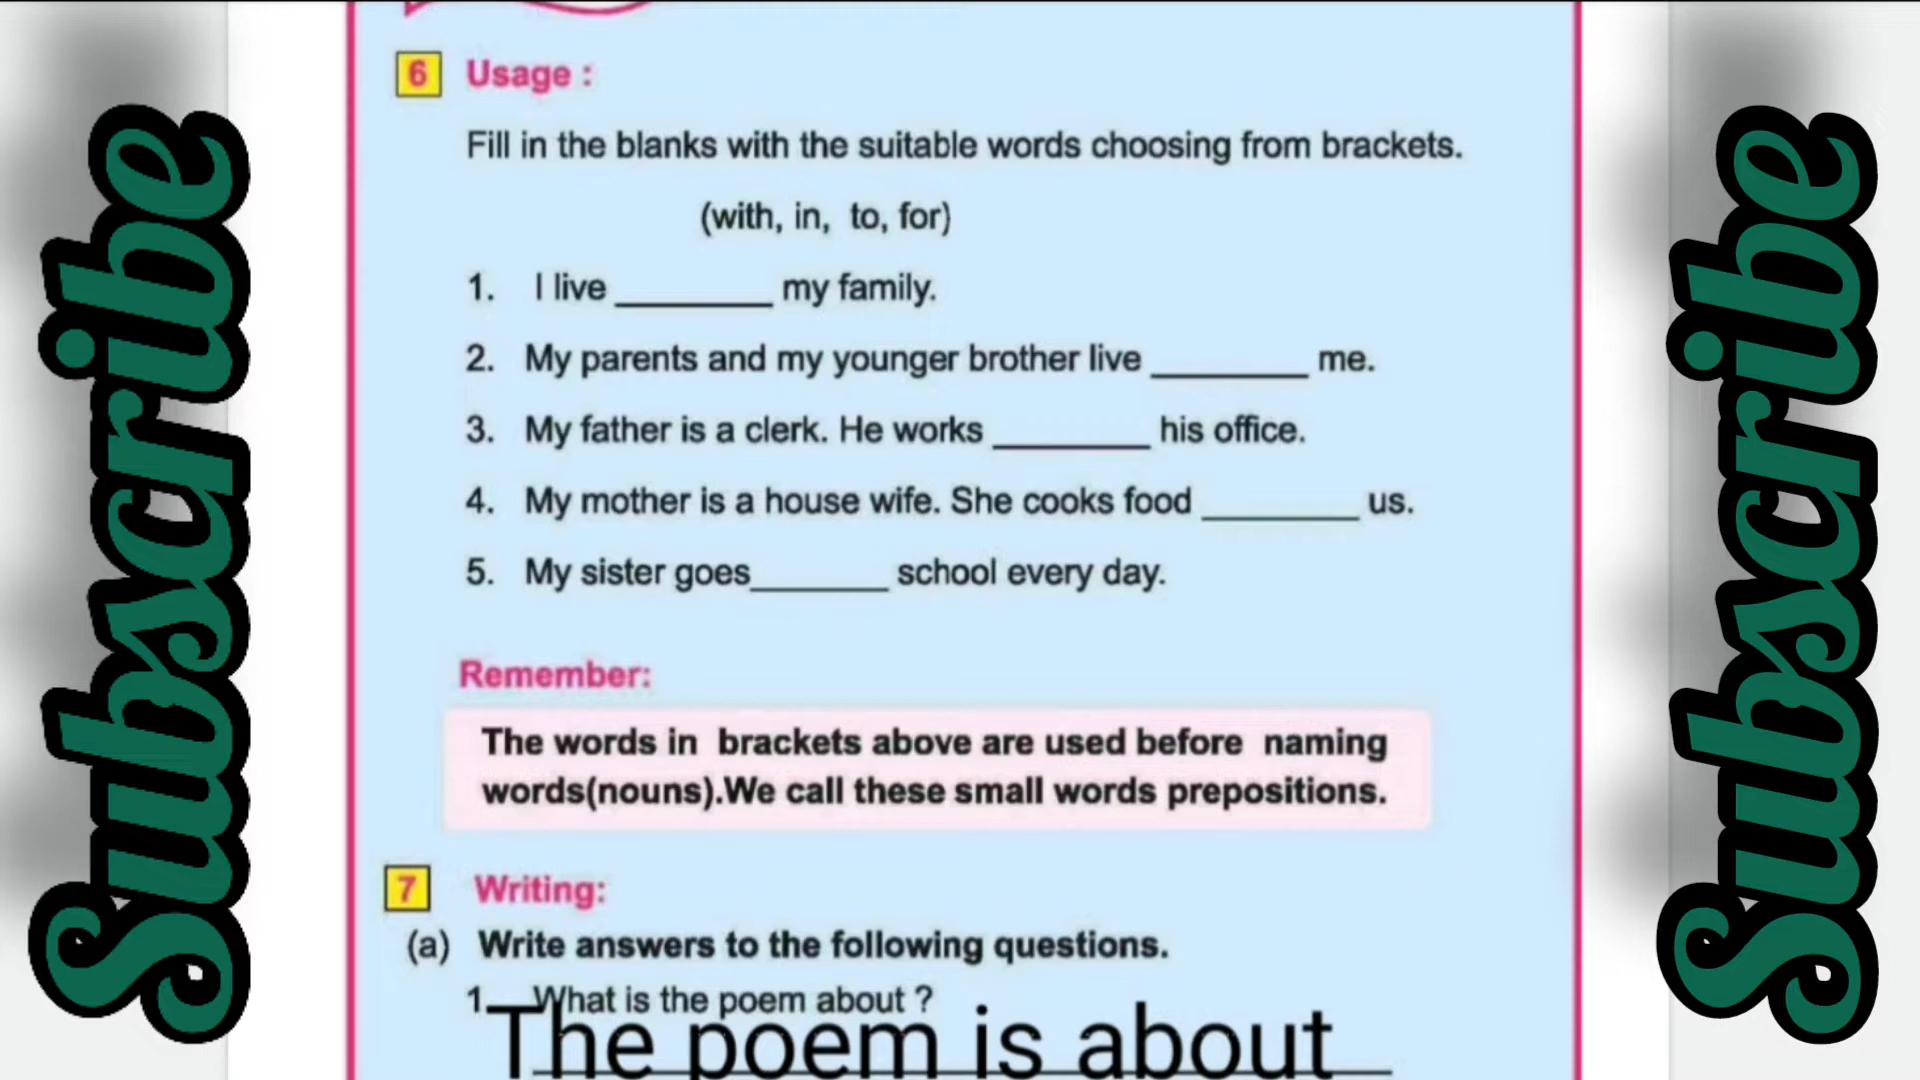 Subscribe
6 Usage :
Fill in the blanks with the suitable words choosing from brackets.
(with, in, to, for)
1. I live ________ my family.
2. My parents and my younger brother live ________ me.
3. My father is a clerk. He works ________ his office.
4. My mother is a house wife. She cooks food ________ us.
5. My sister goes_______ school every day.
Remember:
The words in brackets above are used before naming
words(nouns).We call these small words prepositions.
7 Writing:
(a) Write answers to the following questions.
1. What is the poem about ?
The poem is about
Subscribe